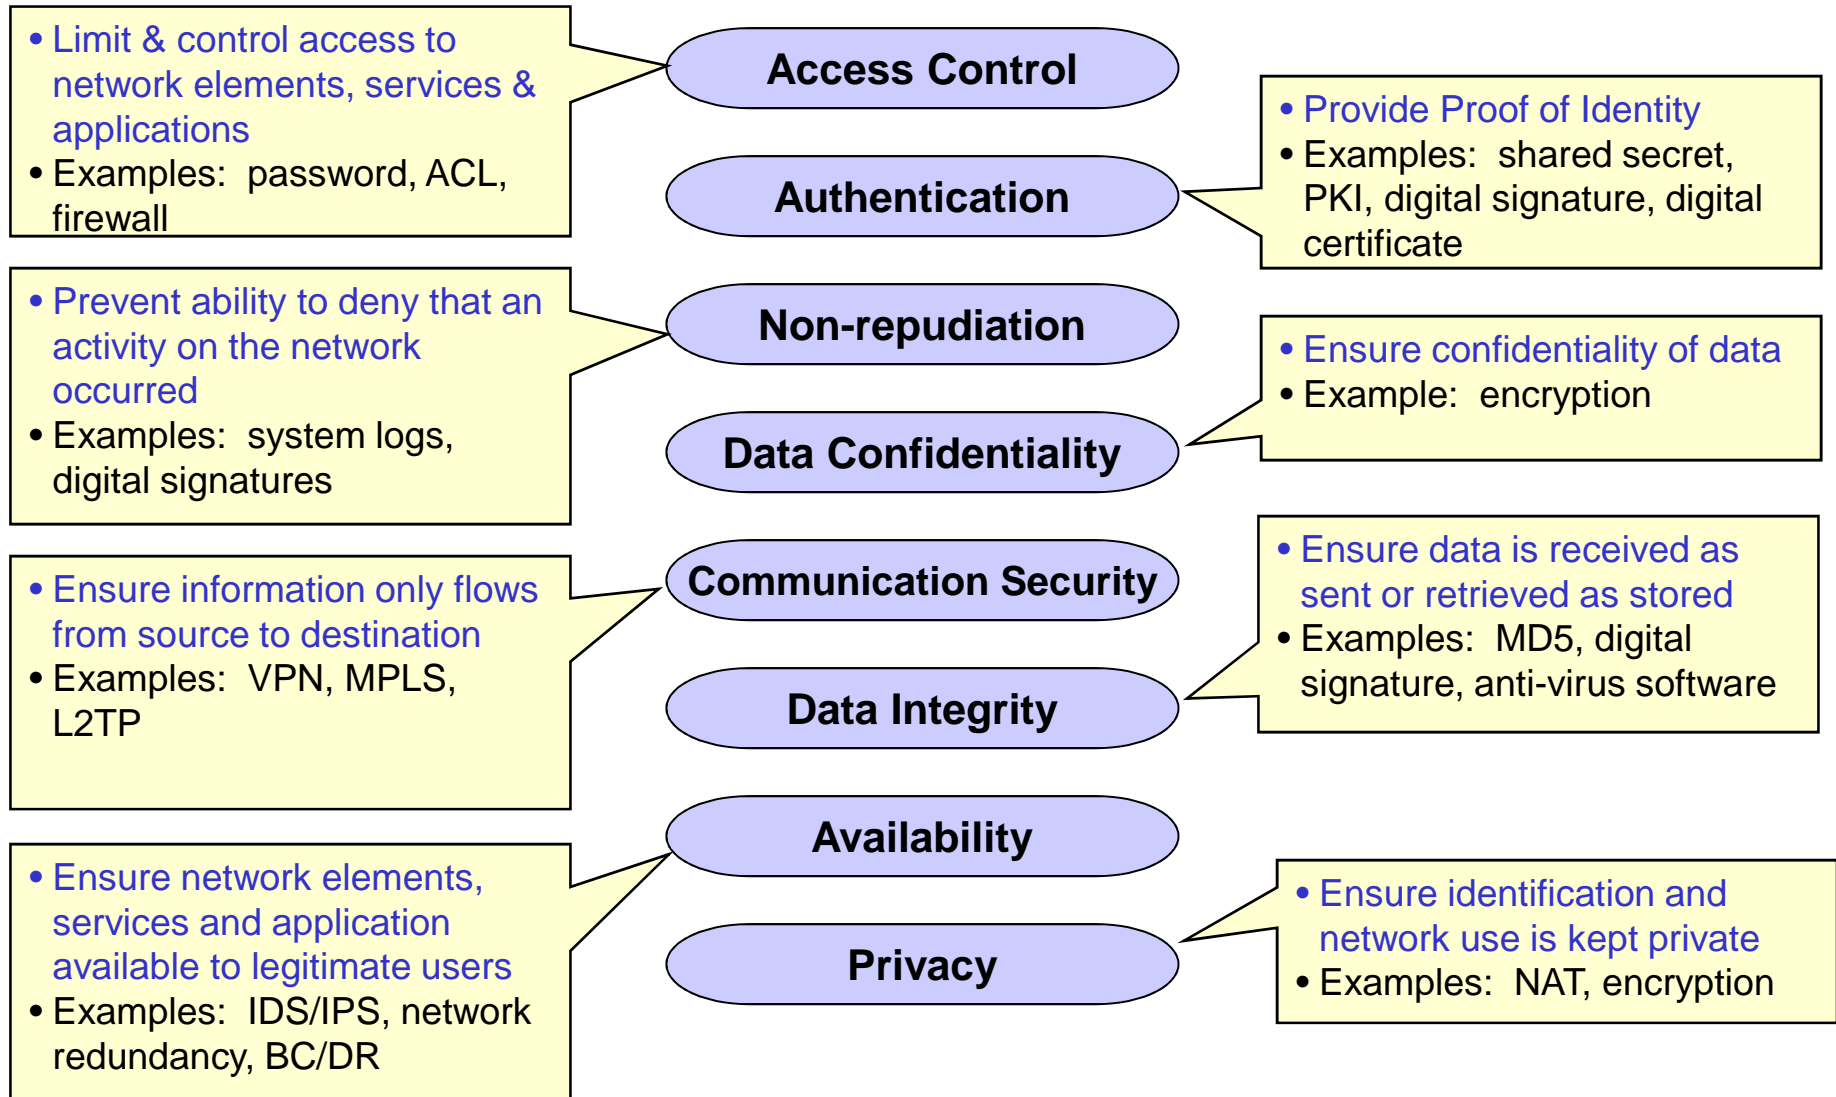 • Limit & control access to
network elements, services &
applications
• Examples: password, ACL,
firewall
Access Control
• Provide Proof of Identity
• Examples: shared secret,
PKI, digital signature, digital
certificate
Authentication
• Prevent ability to deny that an
activity on the network
occurred
• Examples: system logs,
digital signatures
Non-repudiation
• Ensure confidentiality of data
• Example: encryption
Data Confidentiality
• Ensure information only flows
from source to destination
• Examples: VPN, MPLS,
L2TP
Communication Security
• Ensure data is received as
sent or retrieved as stored
• Examples: MD5, digital
signature, anti-virus software
Data Integrity
• Ensure network elements,
services and application
available to legitimate users
• Examples: IDS/IPS, network
redundancy, BC/DR
Availability
• Ensure identification and
network use is kept private
• Examples: NAT, encryption
Privacy